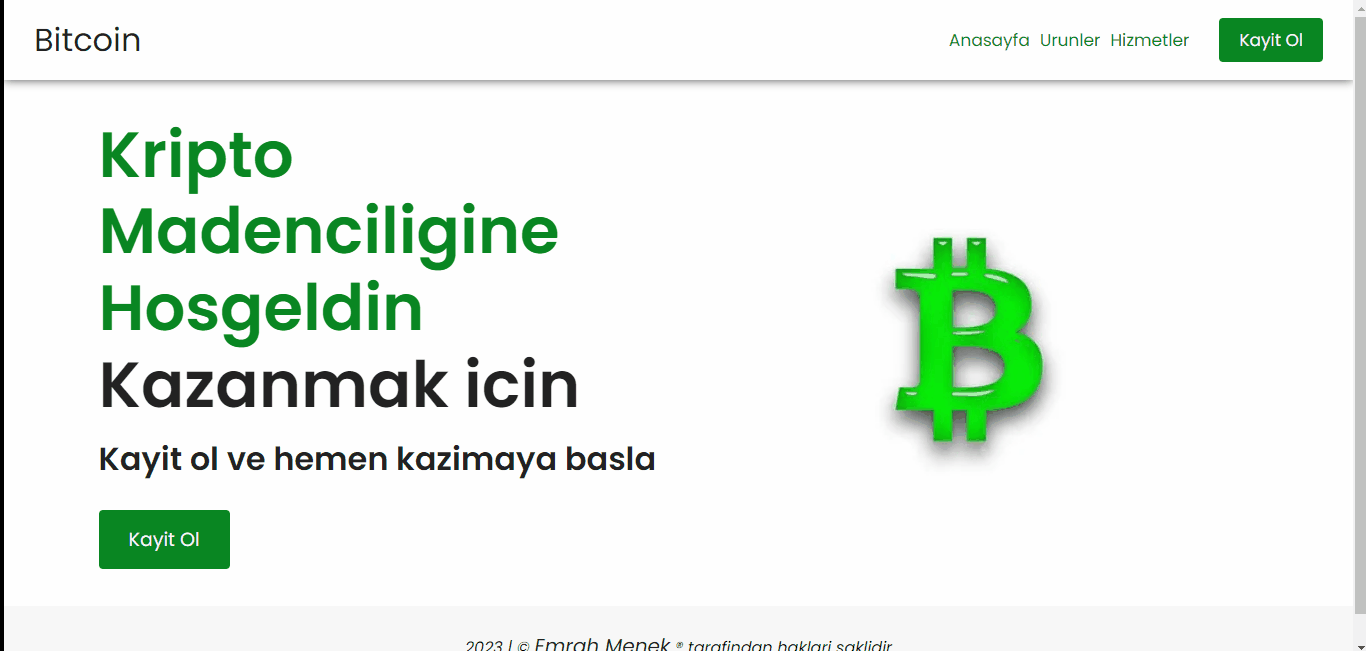 Bitcoin
Anasayfa Urunler Hizmetler Kayit Ol
Kripto
Madenciligine
Hosgeldin
Kazanmak icin
Kayit ol ve hemen kazimaya basla
Kayit Ol
2023 | © Emrah Menek ® tarafindan haklari saklidir